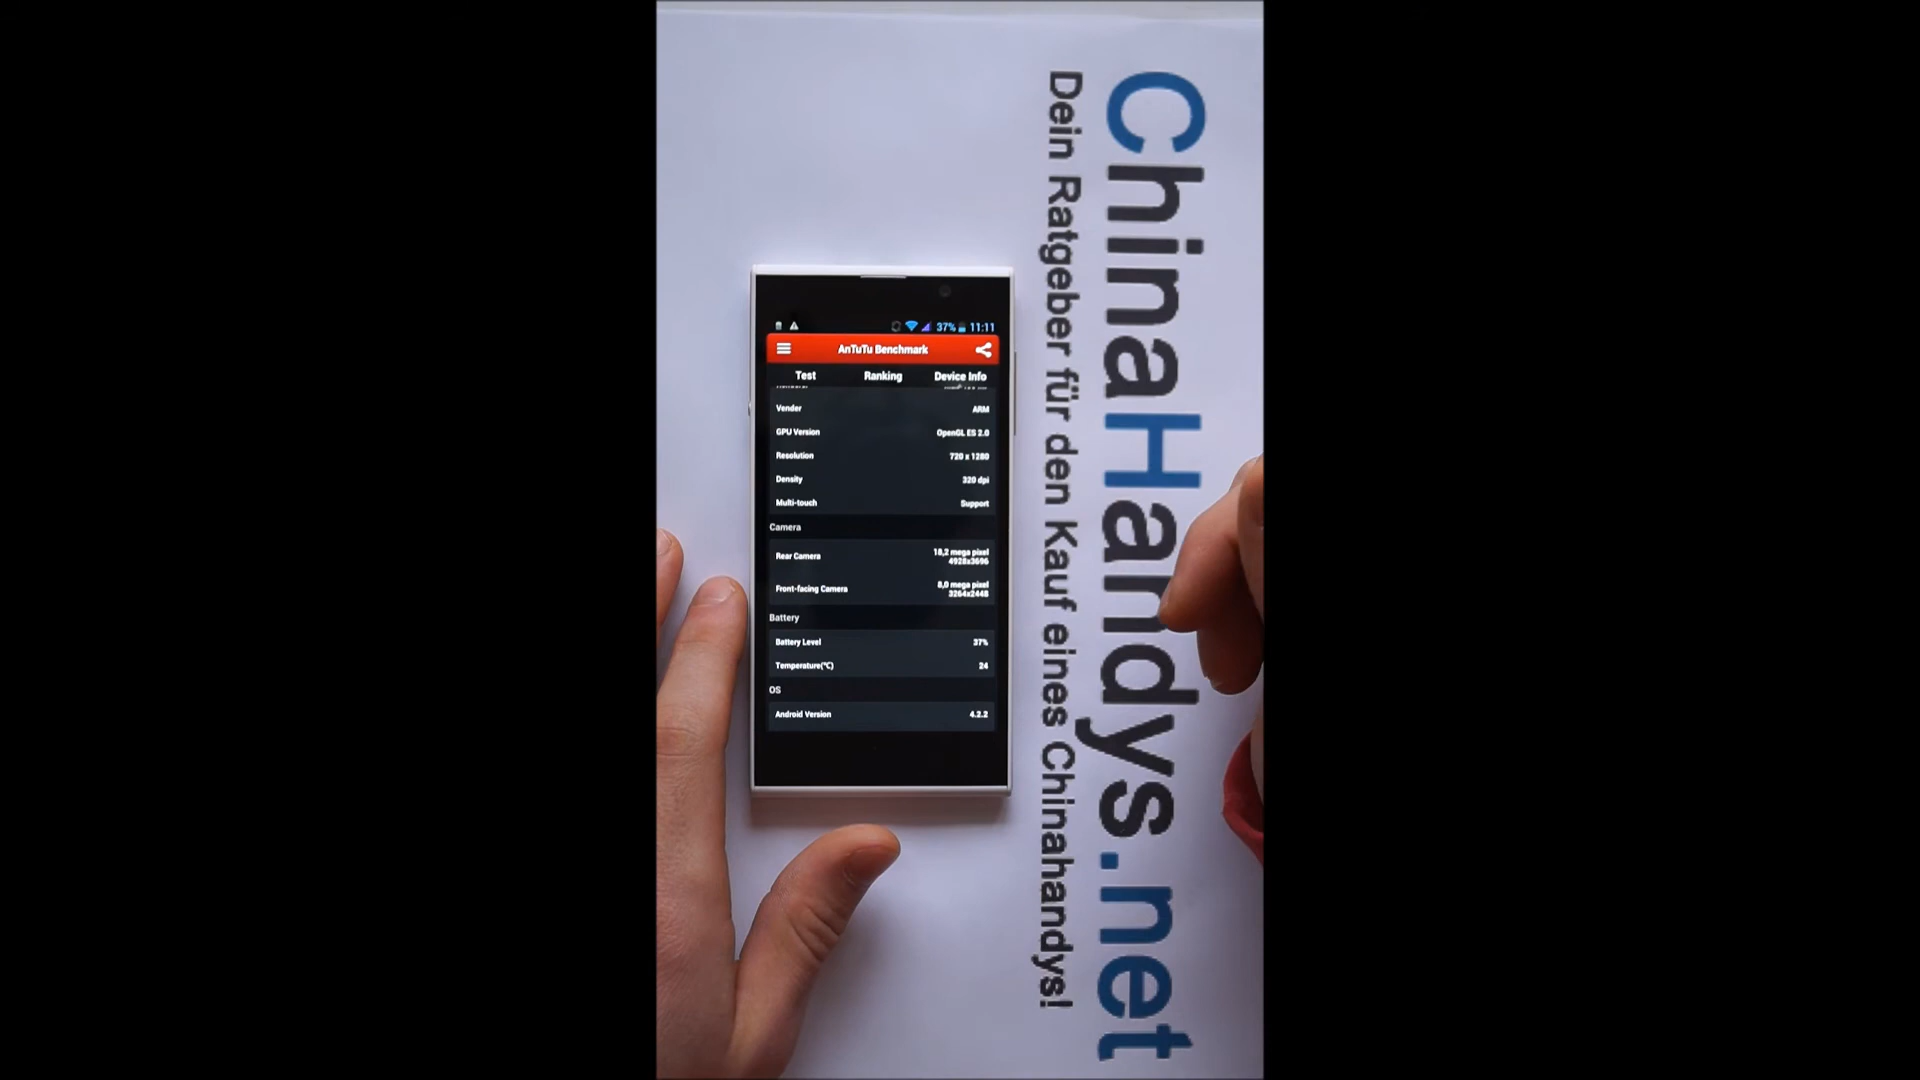 37% 11:11
AnTuTu Benchmark
Test Ranking Device Info
Vender ARM
GPU Version OpenGL ES 2.0
Resolution 720 x 1280
Density 320 dpi
Multi-touch Support
Camera
Rear Camera 18,2 mega pixel
4928x3696
Front-facing Camera 8,0 mega pixel
3264x2448
Battery
Battery Level 37%
Temperature(℃) 24
OS
Android Version 4.2.2
ChinaHandys.net
Dein Ratgeber für den Kauf eines Chinahandys!